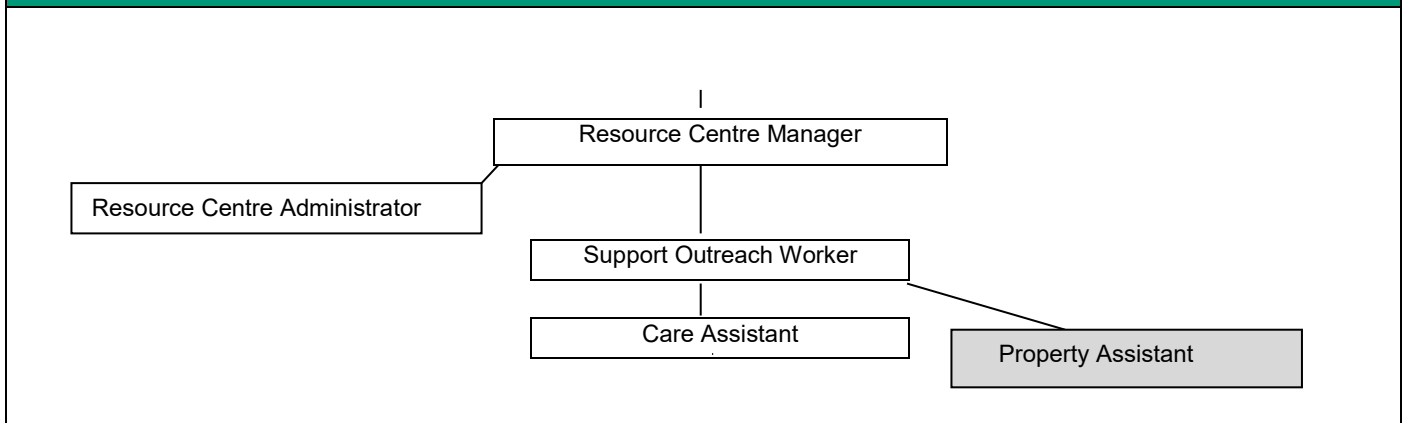 Resource Centre Manager
Resource Centre Administrator
Support Outreach Worker
Care Assistant
Property Assistant